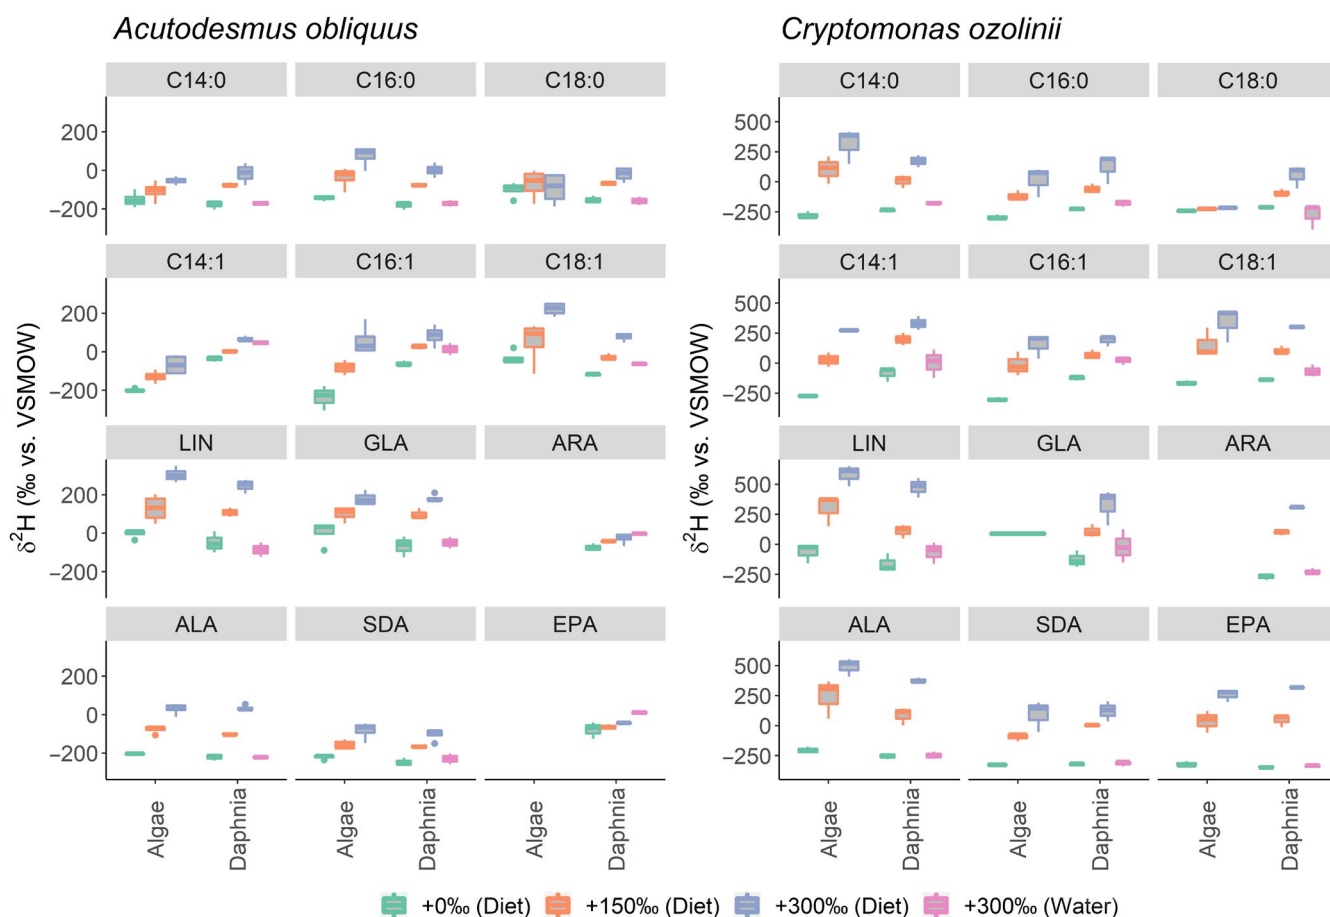 Acutodesmus obliquus
Cryptomonas ozolinii
C14:0 C16:0 C18:0
200
0
−200
C14:1 C16:1 C18:1
200
0
−200
LIN GLA ARA
200
0
−200
ALA SDA EPA
200
0
−200
δ²H (‰ vs. VSMOW)
Algae Daphnia Algae Daphnia Algae Daphnia
C14:0 C16:0 C18:0
500
250
0
−250
C14:1 C16:1 C18:1
500
250
0
−250
LIN GLA ARA
500
250
0
−250
ALA SDA EPA
500
250
0
−250
δ²H (‰ vs. VSMOW)
Algae Daphnia Algae Daphnia Algae Daphnia
+0‰ (Diet) +150‰ (Diet) +300‰ (Diet) +300‰ (Water)